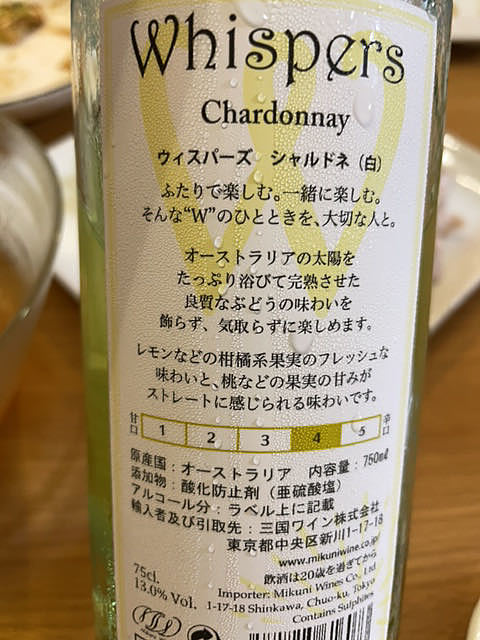 Whispers
Chardonnay
ウィスパーズ シャルドネ (白)
ふたりで楽しむ。一緒に楽しむ。
そんな“W”のひとときを、大切な人と。
オーストラリアの太陽を
たっぷり浴びて完熟させた
良質なぶどうの味わいを
飾らず、気取らずに楽しめます。
レモンなどの柑橘系果実のフレッシュな
味わいと、桃などの果実の甘みが
ストレートに感じられる味わいです。
甘口 1 2 3 4 5 辛口
原産国:オーストラリア 内容量:750mℓ
添加物:酸化防止剤(亜硫酸塩)
アルコール分:ラベル上に記載
輸入者及び引取先:三国ワイン株式会社
東京都中央区新川1-17-18
www.mikuniwine.co.jp/
飲酒は20歳を過ぎてから
75cl. Importer: Mikuni Wines Co., Ltd.
13.0% Vol. 1-17-18 Shinkawa, Chuo-ku, Tokyo
Contains Sulphites